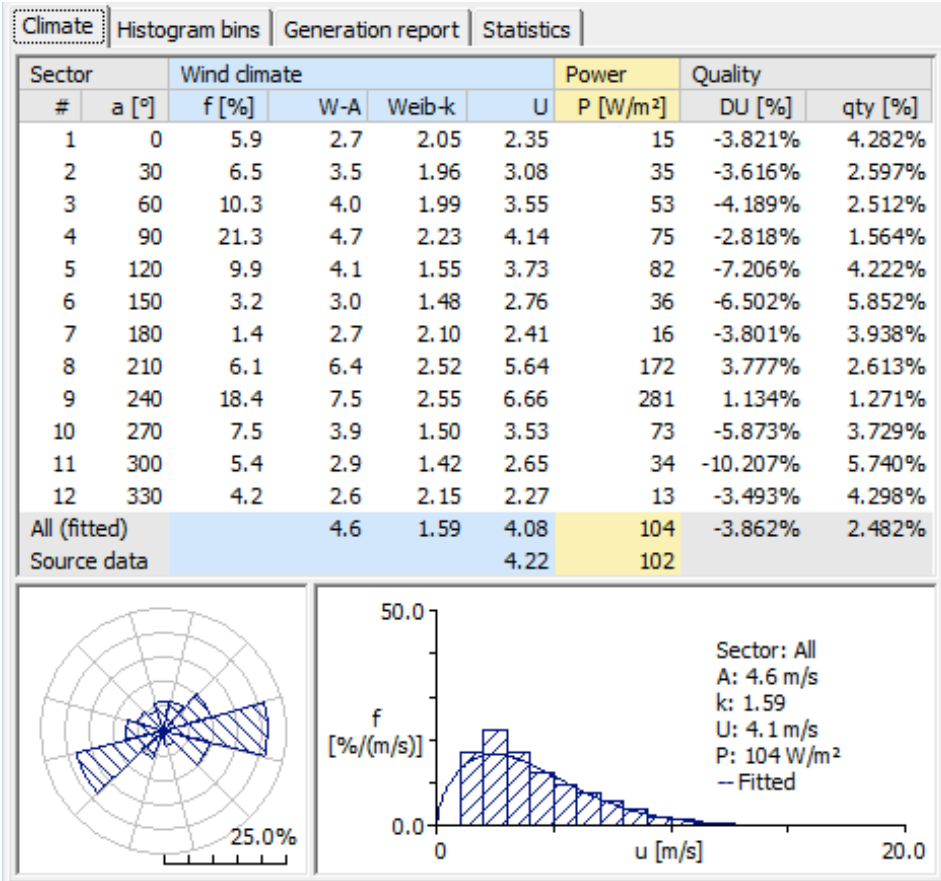 Climate Histogram bins Generation report Statistics
Sector Wind climate Power Quality
# a [°] f [%] W-A Weib-k U P [W/m²] DU [%] qty [%]
1 0 5.9 2.7 2.05 2.35 15 -3.821% 4.282%
2 30 6.5 3.5 1.96 3.08 35 -3.616% 2.597%
3 60 10.3 4.0 1.99 3.55 53 -4.189% 2.512%
4 90 21.3 4.7 2.23 4.14 75 -2.818% 1.564%
5 120 9.9 4.1 1.55 3.73 82 -7.206% 4.222%
6 150 3.2 3.0 1.48 2.76 36 -6.502% 5.852%
7 180 1.4 2.7 2.10 2.41 16 -3.801% 3.938%
8 210 6.1 6.4 2.52 5.64 172 3.777% 2.613%
9 240 18.4 7.5 2.55 6.66 281 1.134% 1.271%
10 270 7.5 3.9 1.50 3.53 73 -5.873% 3.729%
11 300 5.4 2.9 1.42 2.65 34 -10.207% 5.740%
12 330 4.2 2.6 2.15 2.27 13 -3.493% 4.298%
All (fitted) 4.6 1.59 4.08 104 -3.862% 2.482%
Source data 4.22 102
25.0%
50.0
f
[%/(m/s)]
0.0
0 u [m/s] 20.0
Sector: All
A: 4.6 m/s
k: 1.59
U: 4.1 m/s
P: 104 W/m²
-- Fitted